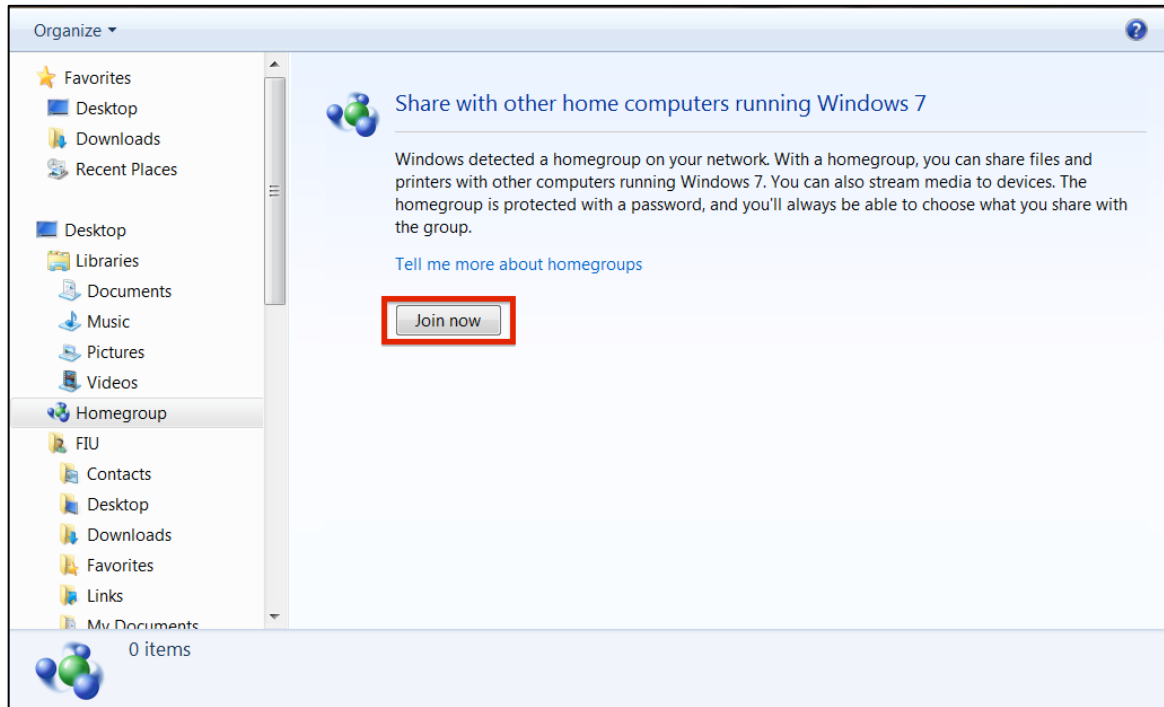 Organize
Favorites
Desktop
Downloads
Recent Places
Desktop
Libraries
Documents
Music
Pictures
Videos
Homegroup
FIU
Contacts
Desktop
Downloads
Favorites
Links
My Documents
Share with other home computers running Windows 7
Windows detected a homegroup on your network. With a homegroup, you can share files and
printers with other computers running Windows 7. You can also stream media to devices. The
homegroup is protected with a password, and you'll always be able to choose what you share with
the group.
Tell me more about homegroups
Join now
0 items